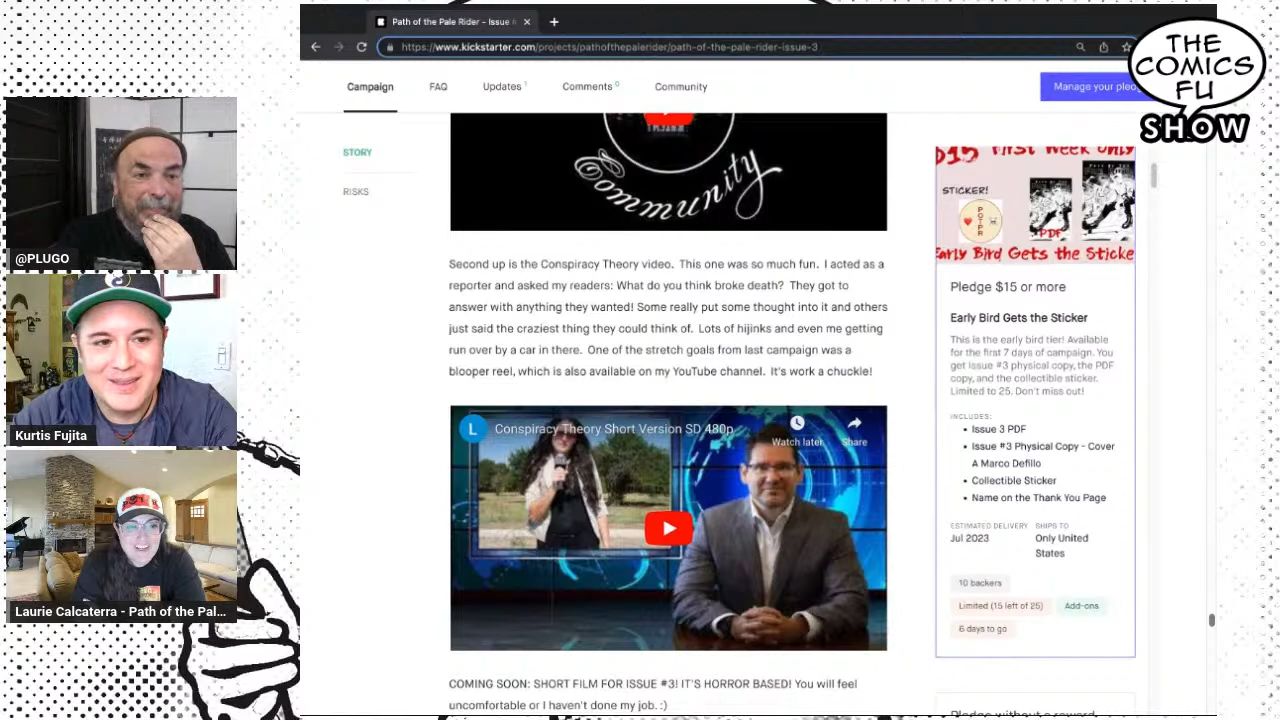 Path of the Pale Rider – Issue
https://www.kickstarter.com/projects/pathofthepalerider/path-of-the-pale-rider-issue-3
THE
COMICS
FU
SHOW
Campaign
FAQ
Updates 1
Comments 0
Community
Manage your
STORY
RISKS
Community
Second up is the Conspiracy Theory video. This one was so much fun. I acted as a
reporter and asked my readers: What do you think broke death? They got to
answer with anything they wanted! Some really put some thought into it and others
just said the craziest thing they could think of. Lots of hijinks and even me getting
run over by a car in there. One of the stretch goals from last campaign was a
blooper reel, which is also available on my YouTube channel. It's work a chuckle!
L
Conspiracy Theory Short Version SD 480p
Watch later
Share
COMING SOON: SHORT FILM FOR ISSUE #3! IT'S HORROR BASED! You will feel
uncomfortable or I haven't done my job. :)
$15 First Week Only
STICKER!
POTPR
PDF
Early Bird Gets the Sticke
Pledge $15 or more
Early Bird Gets the Sticker
This is the early bird tier! Available
for the first 7 days of campaign. You
get Issue #3 physical copy, the PDF
copy, and the collectible sticker.
Limited to 25. Don't miss out!
INCLUDES:
• Issue 3 PDF
• Issue #3 Physical Copy - Cover
A Marco Defillo
• Collectible Sticker
• Name on the Thank You Page
ESTIMATED DELIVERY
Jul 2023
SHIPS TO
Only United
States
10 backers
Limited (15 left of 25)
Add-ons
6 days to go
Pledge without a reward
@PLUGO
Kurtis Fujita
Laurie Calcaterra - Path of the Pal...